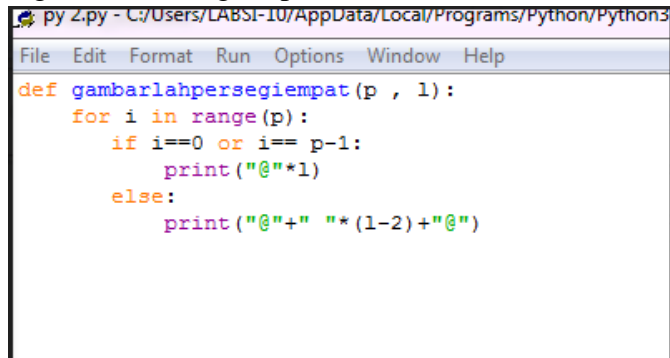 py 2.py - C:/Users/LABSI-10/AppData/Local/Programs/Python/Python3
File Edit Format Run Options Window Help
def gambarlahpersegiempat(p , l):
    for i in range(p):
        if i==0 or i== p-1:
            print("@"*l)
        else:
            print("@"+" "*(l-2)+"@")